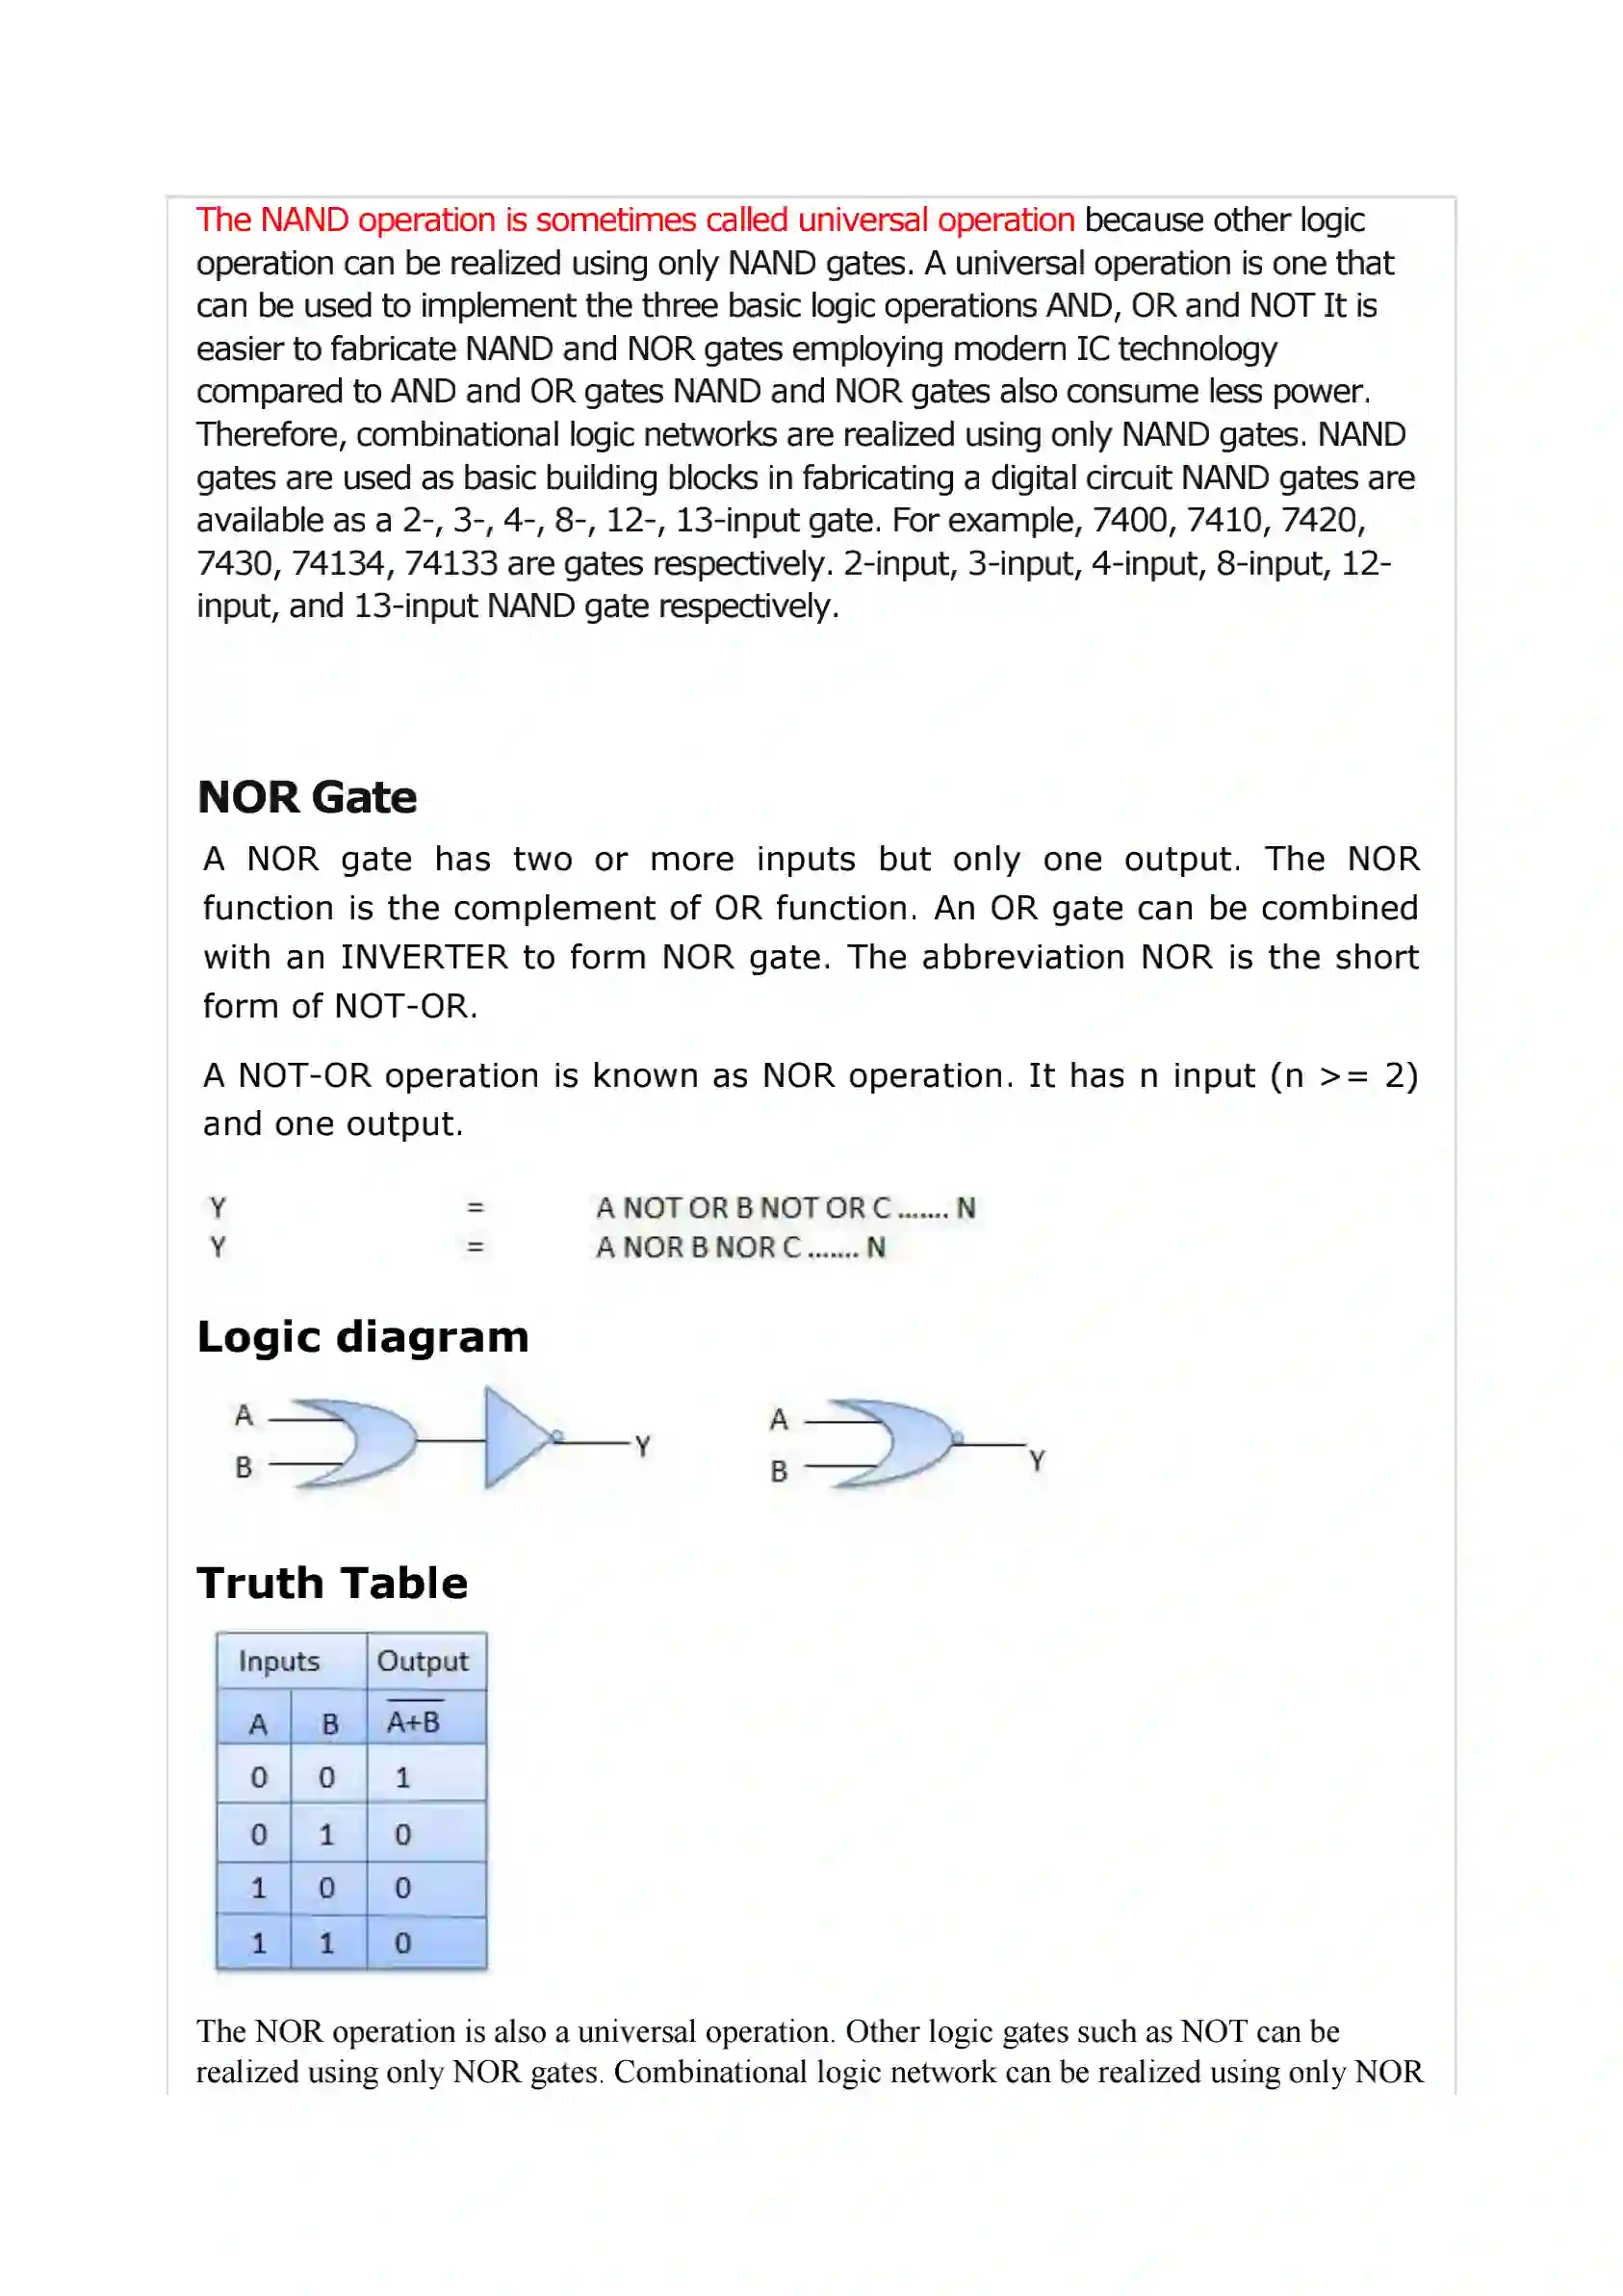 The NAND operation is sometimes called universal operation because other logic
operation can be realized using only NAND gates. A universal operation is one that
can be used to implement the three basic logic operations AND, OR and NOT It is
easier to fabricate NAND and NOR gates employing modern IC technology
compared to AND and OR gates NAND and NOR gates also consume less power.
Therefore, combinational logic networks are realized using only NAND gates. NAND
gates are used as basic building blocks in fabricating a digital circuit NAND gates are
available as a 2-, 3-, 4-, 8-, 12-, 13-input gate. For example, 7400, 7410, 7420,
7430, 74134, 74133 are gates respectively. 2-input, 3-input, 4-input, 8-input, 12-
input, and 13-input NAND gate respectively.
NOR Gate
A NOR gate has two or more inputs but only one output. The NOR
function is the complement of OR function. An OR gate can be combined
with an INVERTER to form NOR gate. The abbreviation NOR is the short
form of NOT-OR.
A NOT-OR operation is known as NOR operation. It has n input (n >= 2)
and one output.
Y = A NOT OR B NOT OR C ....... N
Y = A NOR B NOR C ....... N
Logic diagram
A A
Y
B B Y
Truth Table
Inputs Output
A B A+B
0 0 1
0 1 0
1 0 0
1 1 0
The NOR operation is also a universal operation. Other logic gates such as NOT can be
realized using only NOR gates. Combinational logic network can be realized using only NOR